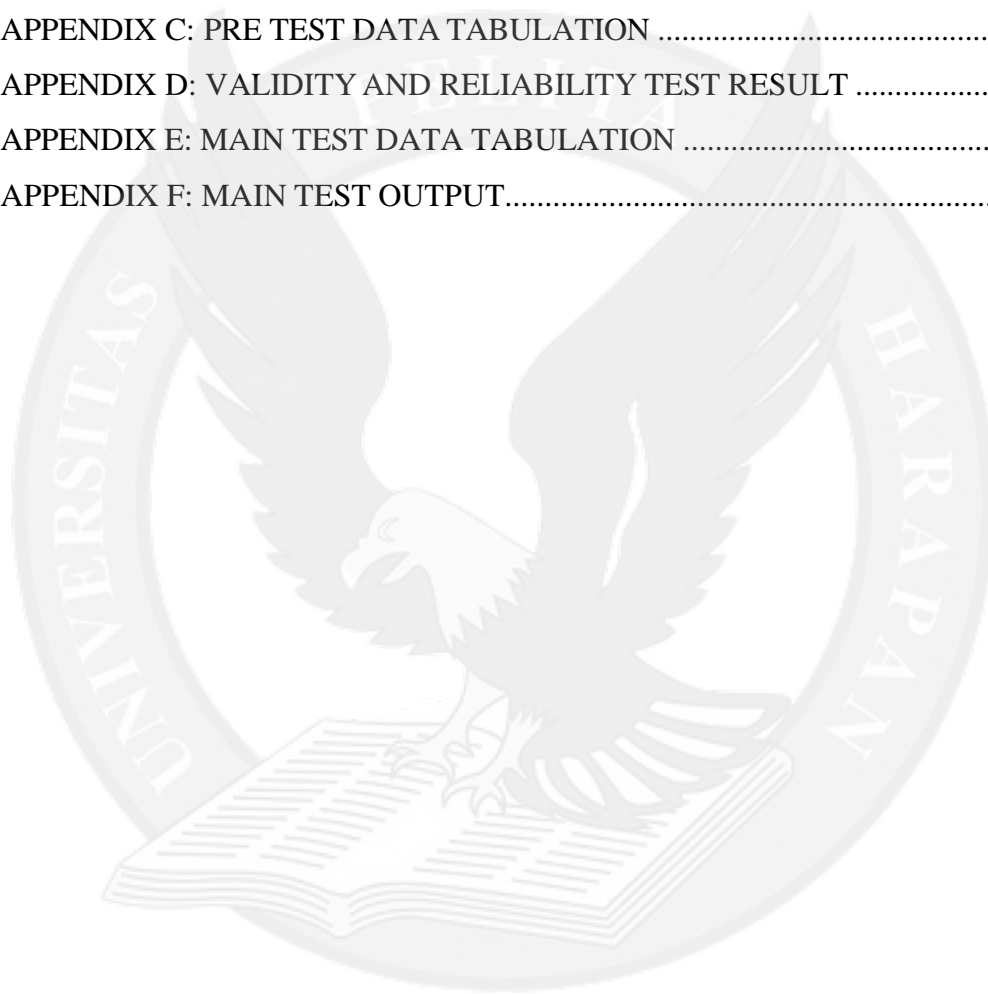 APPENDIX C: PRE TEST DATA TABULATION ........................................
APPENDIX D: VALIDITY AND RELIABILITY TEST RESULT ................
APPENDIX E: MAIN TEST DATA TABULATION .....................................
APPENDIX F: MAIN TEST OUTPUT...........................................................
UNIVERSITAS PELITA HARAPAN